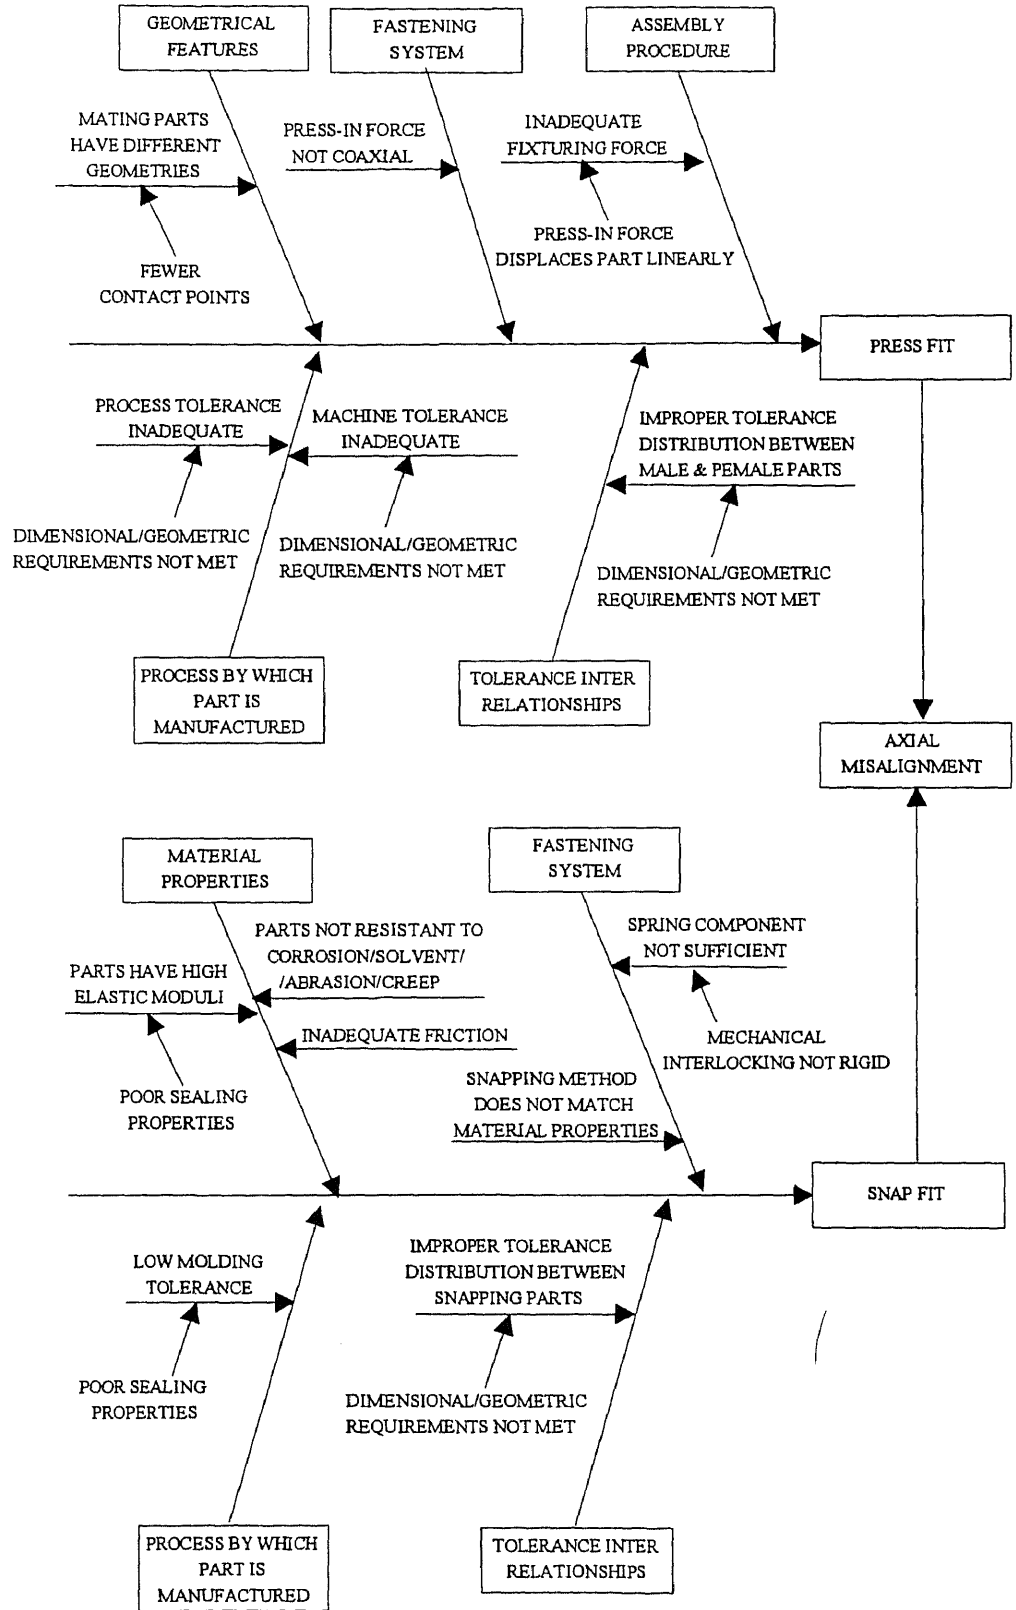 GEOMETRICAL
FEATURES
FASTENING
SYSTEM
ASSEMBLY
PROCEDURE
MATING PARTS
HAVE DIFFERENT
GEOMETRIES
FEWER
CONTACT POINTS
PRESS-IN FORCE
NOT COAXIAL
INADEQUATE
FIXTURING FORCE
PRESS-IN FORCE
DISPLACES PART LINEARLY
PRESS FIT
PROCESS TOLERANCE
INADEQUATE
MACHINE TOLERANCE
INADEQUATE
IMPROPER TOLERANCE
DISTRIBUTION BETWEEN
MALE & PEMALE PARTS
DIMENSIONAL/GEOMETRIC
REQUIREMENTS NOT MET
DIMENSIONAL/GEOMETRIC
REQUIREMENTS NOT MET
DIMENSIONAL/GEOMETRIC
REQUIREMENTS NOT MET
PROCESS BY WHICH
PART IS
MANUFACTURED
TOLERANCE INTER
RELATIONSHIPS
AXIAL
MISALIGNMENT
MATERIAL
PROPERTIES
FASTENING
SYSTEM
PARTS NOT RESISTANT TO
CORROSION/SOLVENT/
/ABRASION/CREEP
PARTS HAVE HIGH
ELASTIC MODULI
INADEQUATE FRICTION
POOR SEALING
PROPERTIES
SPRING COMPONENT
NOT SUFFICIENT
MECHANICAL
INTERLOCKING NOT RIGID
SNAPPING METHOD
DOES NOT MATCH
MATERIAL PROPERTIES
SNAP FIT
LOW MOLDING
TOLERANCE
POOR SEALING
PROPERTIES
IMPROPER TOLERANCE
DISTRIBUTION BETWEEN
SNAPPING PARTS
DIMENSIONAL/GEOMETRIC
REQUIREMENTS NOT MET
PROCESS BY WHICH
PART IS
MANUFACTURED
TOLERANCE INTER
RELATIONSHIPS